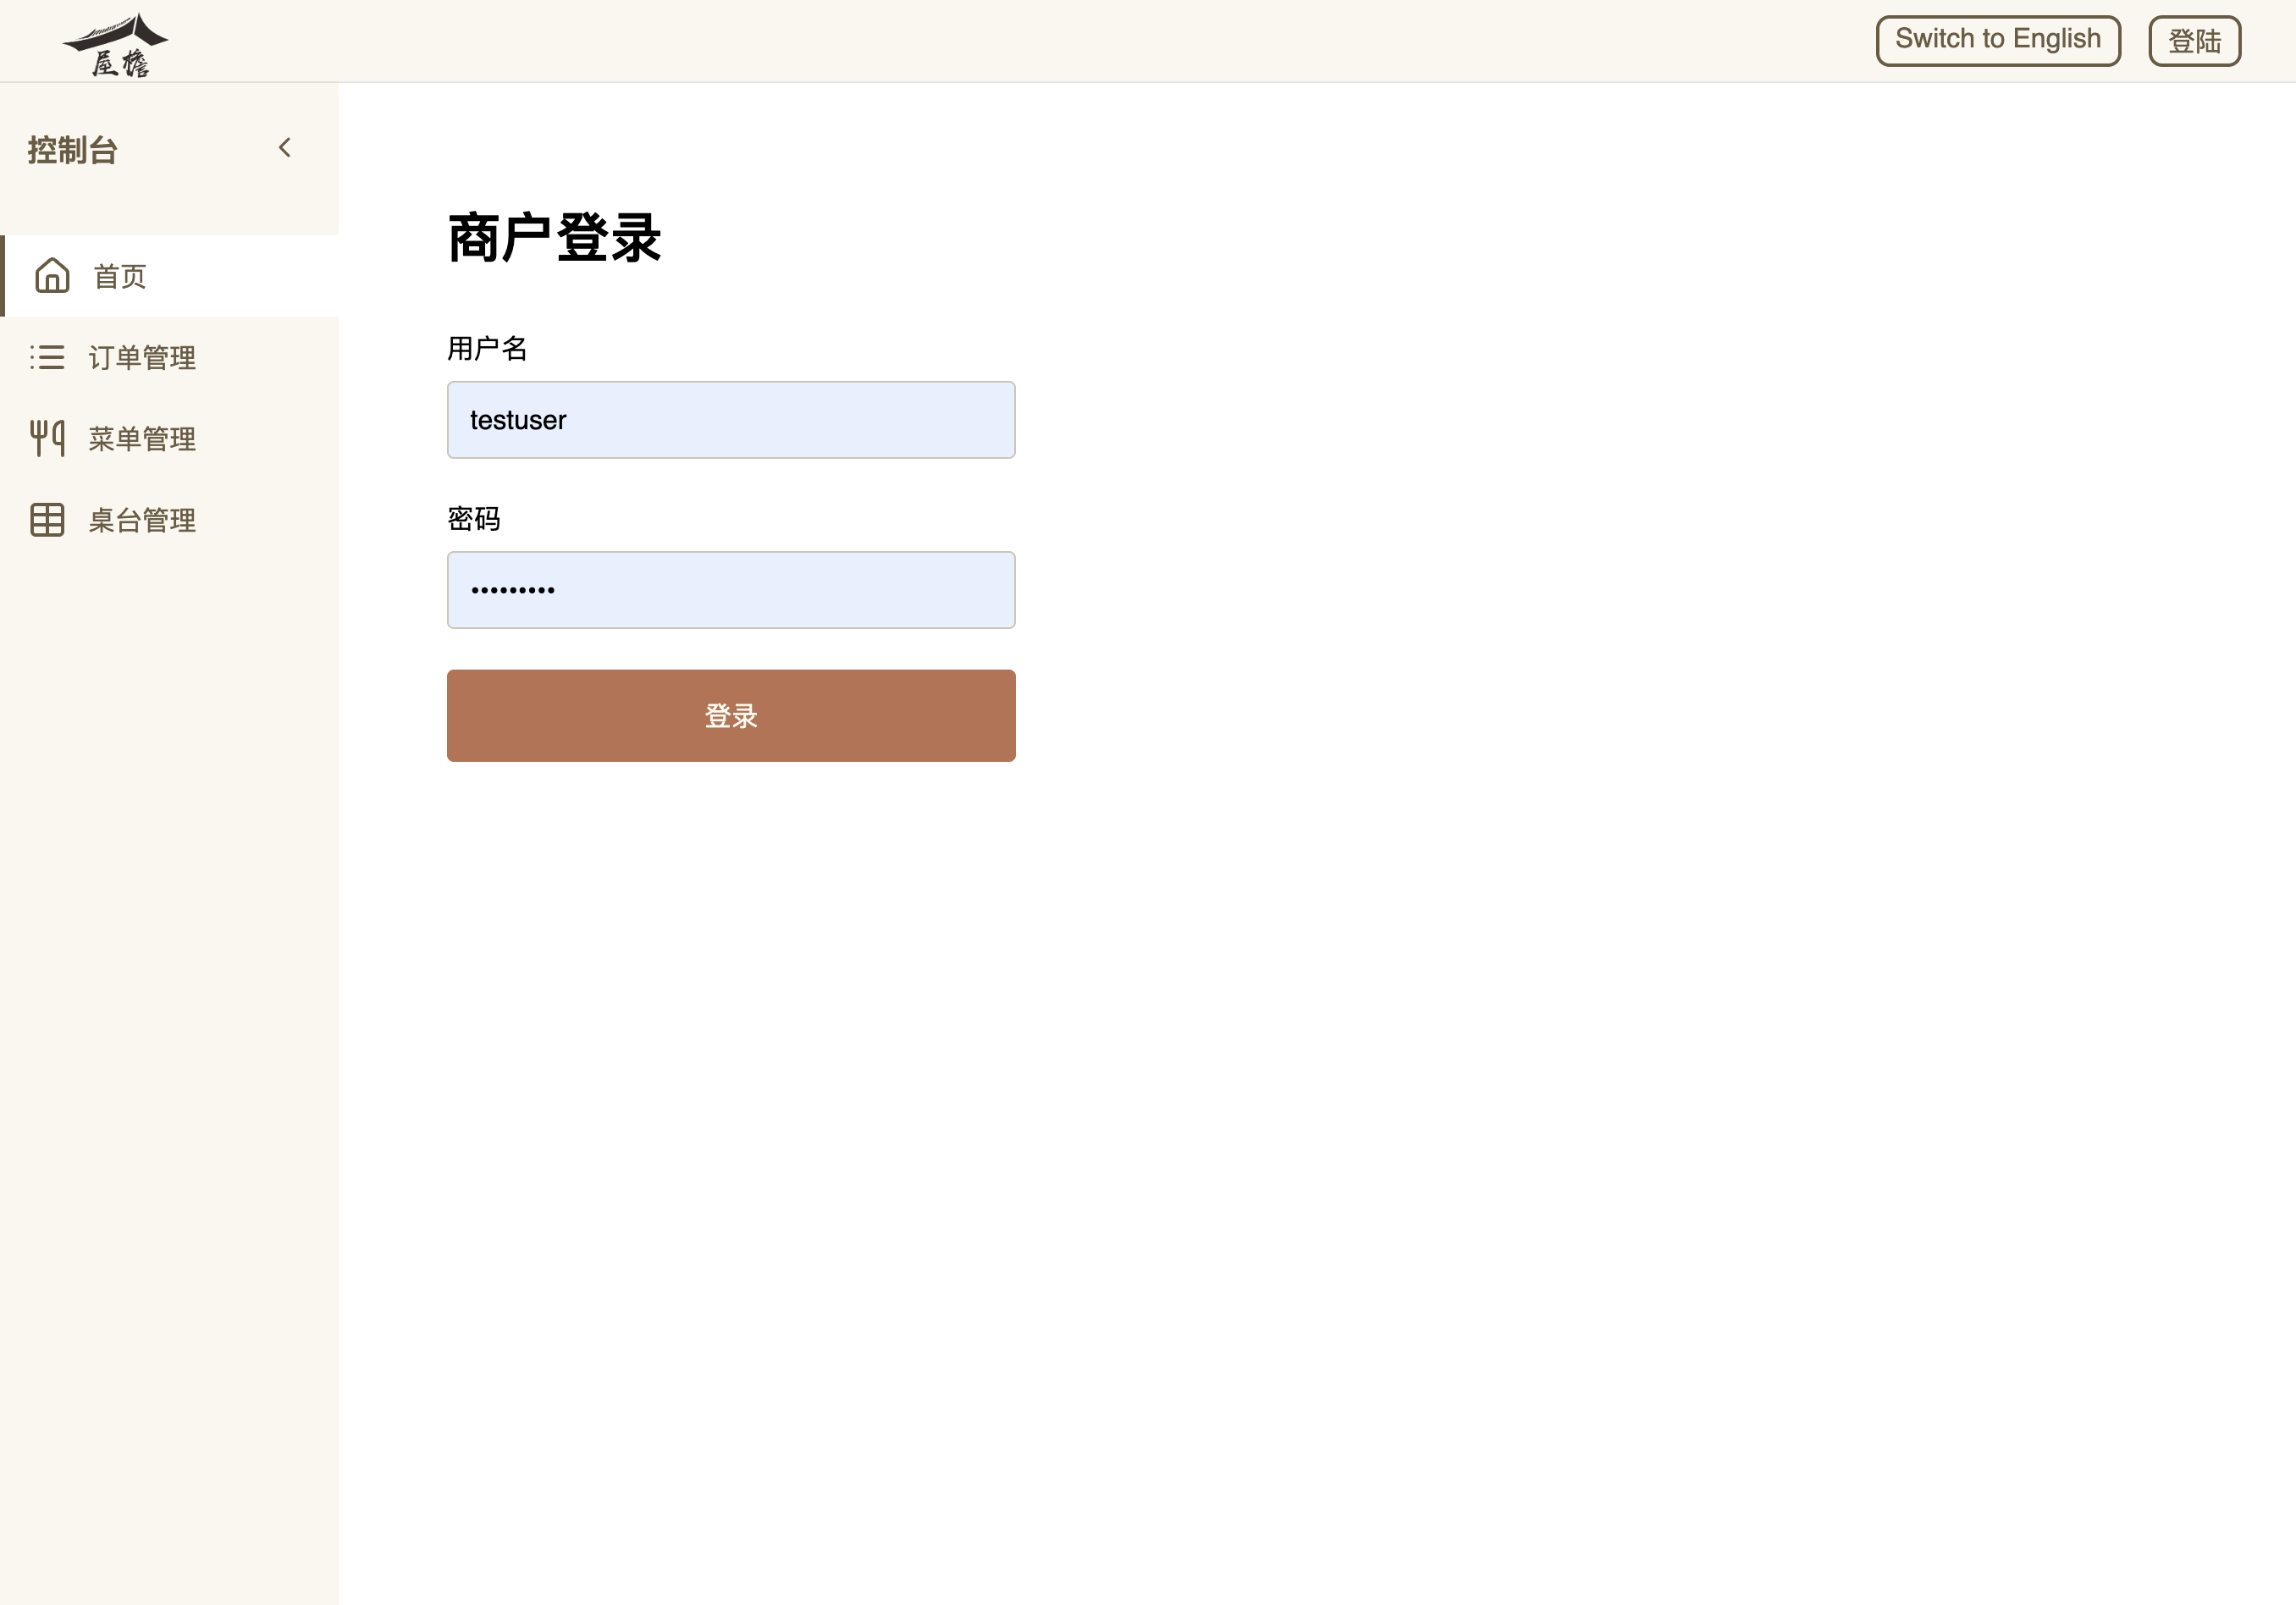 屋檐
Switch to English
登陆
控制台
首页
订单管理
菜单管理
桌台管理
商户登录
用户名
testuser
密码
•••••••••
登录